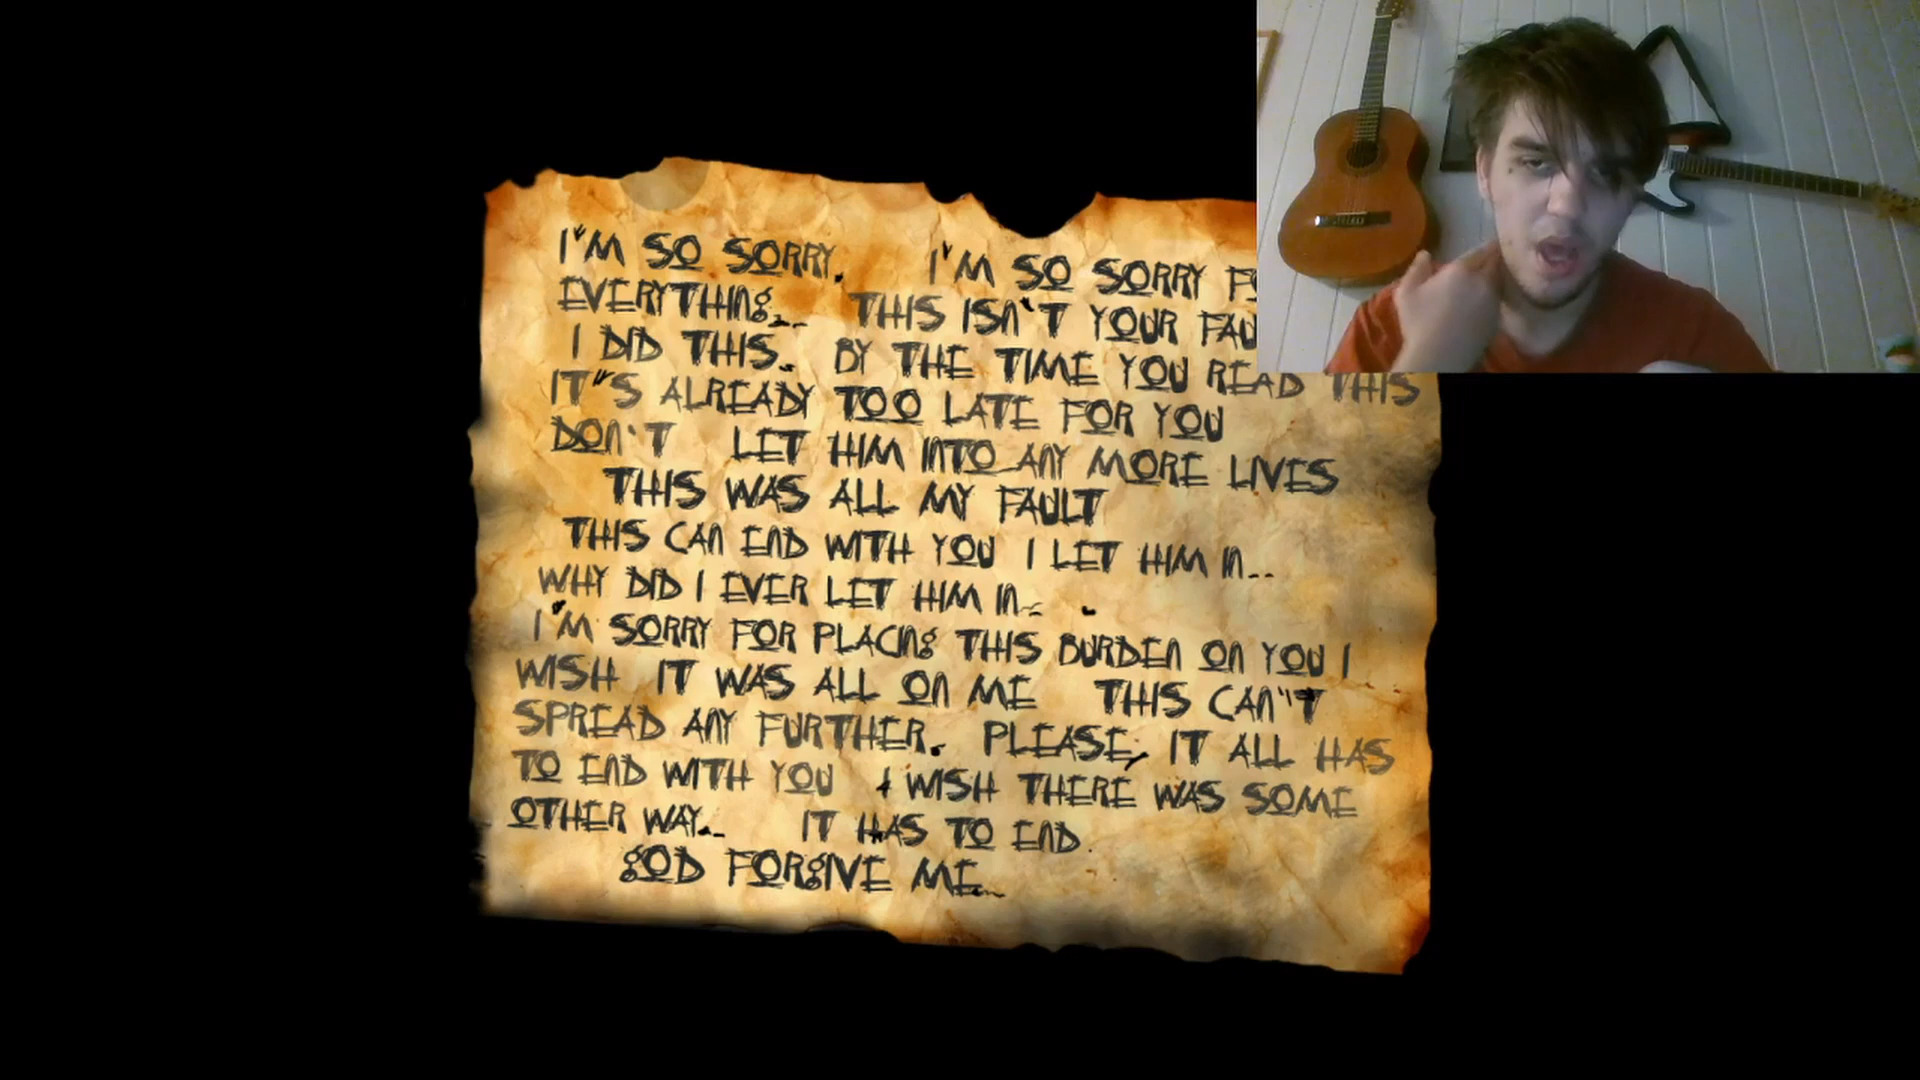 I'M SO SORRY. I'M SO SORRY
EVERYTHING... THIS ISN'T YOUR
I DID THIS.. BY THE TIME YOU READ THIS
IT"S ALREADY TOO LATE FOR YOU
DON'T LET HIM INTO ANY MORE LIVES
THIS WAS ALL MY FAULT
THIS CAN END WITH YOU I LET HIM IN...
WHY DID I EVER LET HIM IN...
I'M SORRY FOR PLACING THIS BURDEN ON YOU I
WISH IT WAS ALL ON ME THIS CAN'T
SPREAD ANY FURTHER. PLEASE, IT ALL HAS
TO END WITH YOU I WISH THERE WAS SOME
OTHER WAY... IT HAS TO END.
GOD FORGIVE ME...